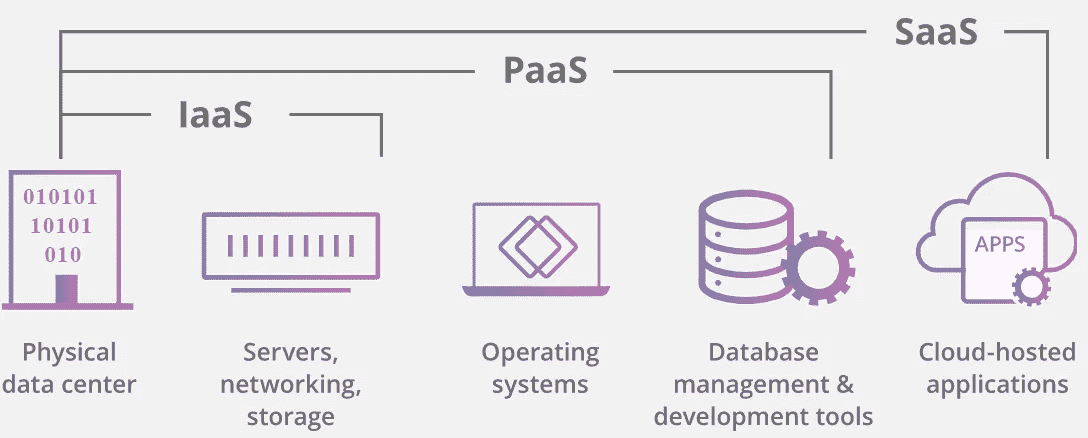 SaaS
PaaS
IaaS
010101
10101
010
APPS
Physical
data center
Servers,
networking,
storage
Operating
systems
Database
management &
development tools
Cloud-hosted
applications